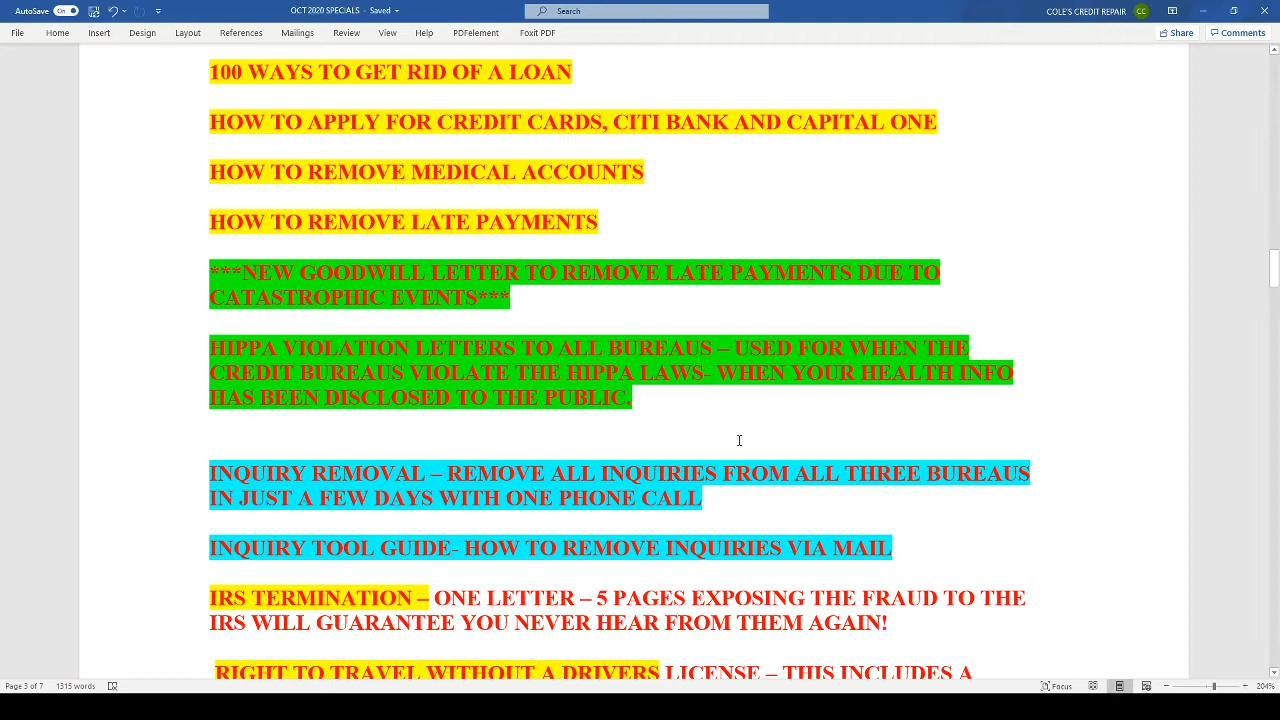 AutoSave On OCT 2020 SPECIALS - Saved Search COLE'S CREDIT REPAIR CC
File Home Insert Design Layout References Mailings Review View Help PDFelement Foxit PDF Share Comments
100 WAYS TO GET RID OF A LOAN
HOW TO APPLY FOR CREDIT CARDS, CITI BANK AND CAPITAL ONE
HOW TO REMOVE MEDICAL ACCOUNTS
HOW TO REMOVE LATE PAYMENTS
***NEW GOODWILL LETTER TO REMOVE LATE PAYMENTS DUE TO
CATASTROPHIC EVENTS***
HIPPA VIOLATION LETTERS TO ALL BUREAUS – USED FOR WHEN THE
CREDIT BUREAUS VIOLATE THE HIPPA LAWS- WHEN YOUR HEALTH INFO
HAS BEEN DISCLOSED TO THE PUBLIC.
INQUIRY REMOVAL – REMOVE ALL INQUIRIES FROM ALL THREE BUREAUS
IN JUST A FEW DAYS WITH ONE PHONE CALL
INQUIRY TOOL GUIDE- HOW TO REMOVE INQUIRIES VIA MAIL
IRS TERMINATION – ONE LETTER – 5 PAGES EXPOSING THE FRAUD TO THE
IRS WILL GUARANTEE YOU NEVER HEAR FROM THEM AGAIN!
RIGHT TO TRAVEL WITHOUT A DRIVERS LICENSE – THIS INCLUDES A
Page 3 of 7 1315 words Focus 204%